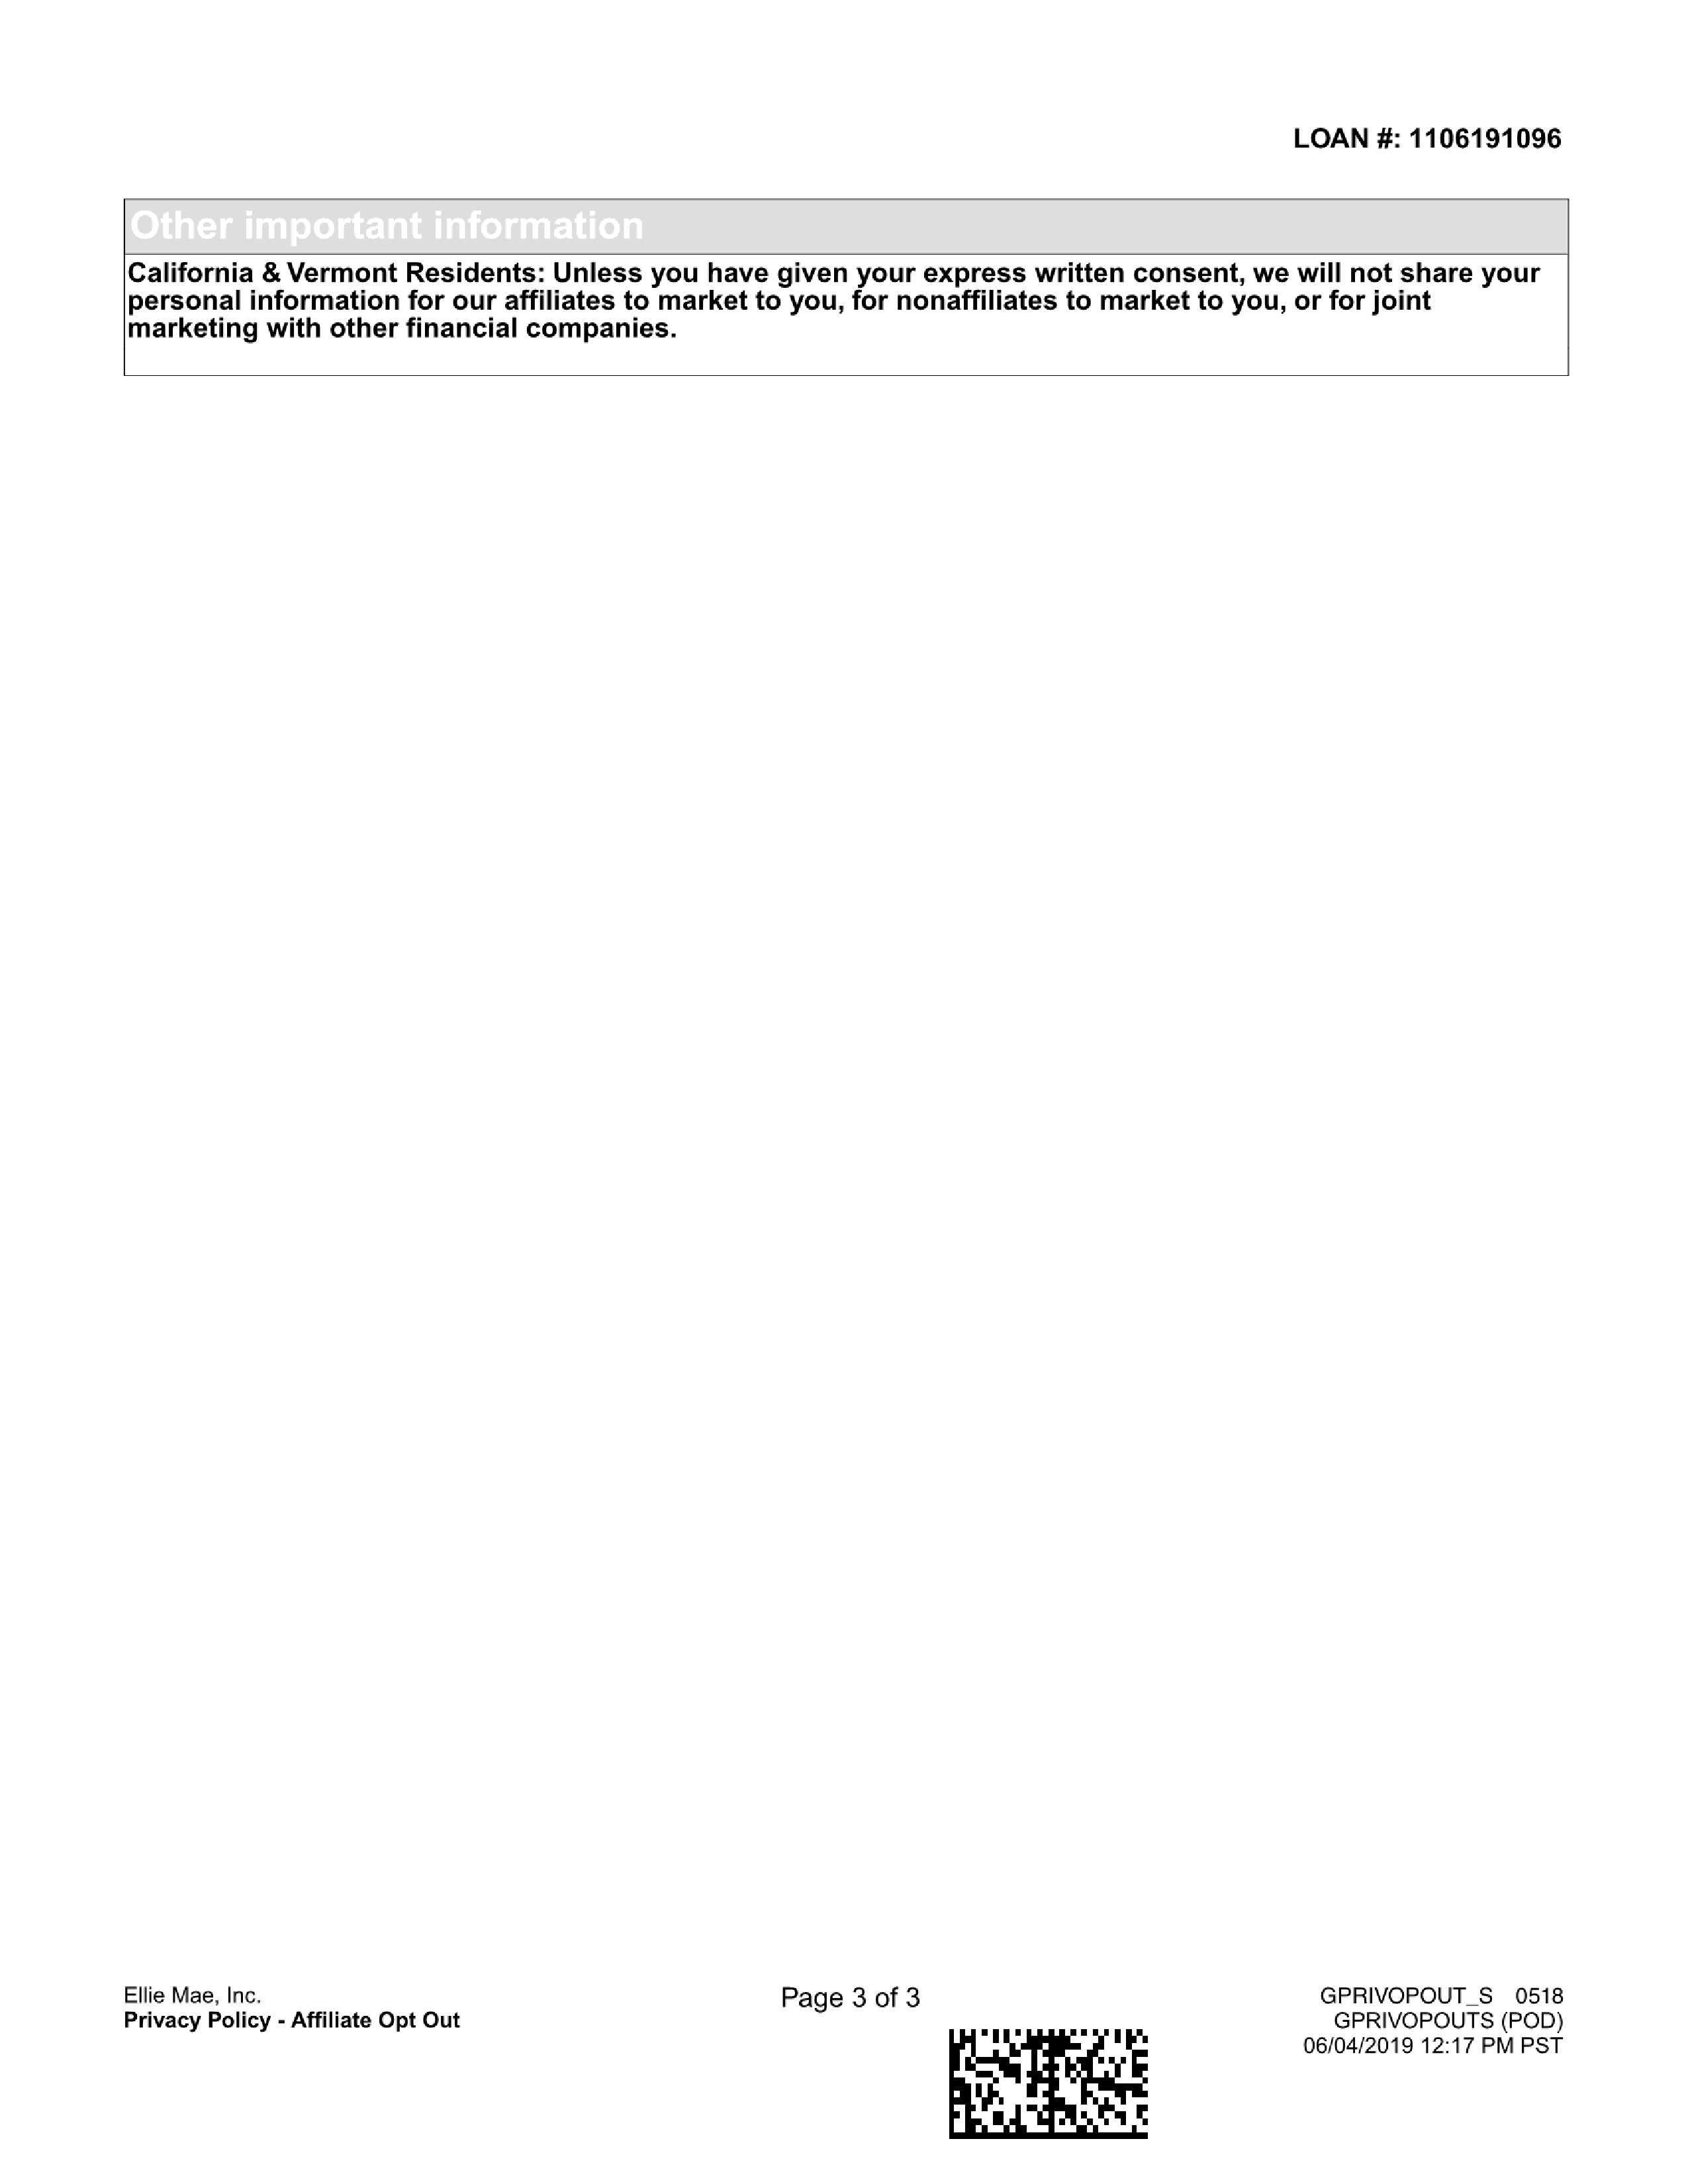 LOAN #: 1106191096
Other important information
California & Vermont Residents: Unless you have given your express written consent, we will not share your
personal information for our affiliates to market to you, for nonaffiliates to market to you, or for joint
marketing with other financial companies.
Ellie Mae, Inc.
Privacy Policy - Affiliate Opt Out
Page 3 of 3
GPRIVOPOUT_S 0518
GPRIVOPOUTS (POD)
06/04/2019 12:17 PM PST